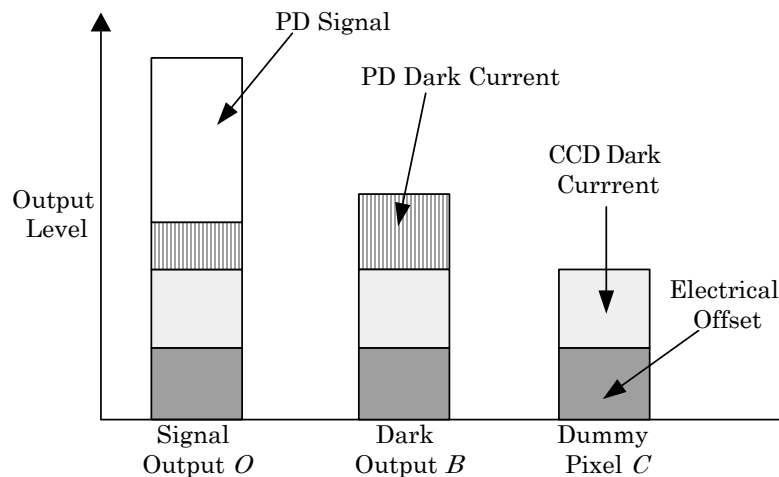 PD Signal
PD Dark Current
CCD Dark
Currrent
Output
Level
Electrical
Offset
Signal
Output O
Dark
Output B
Dummy
Pixel C